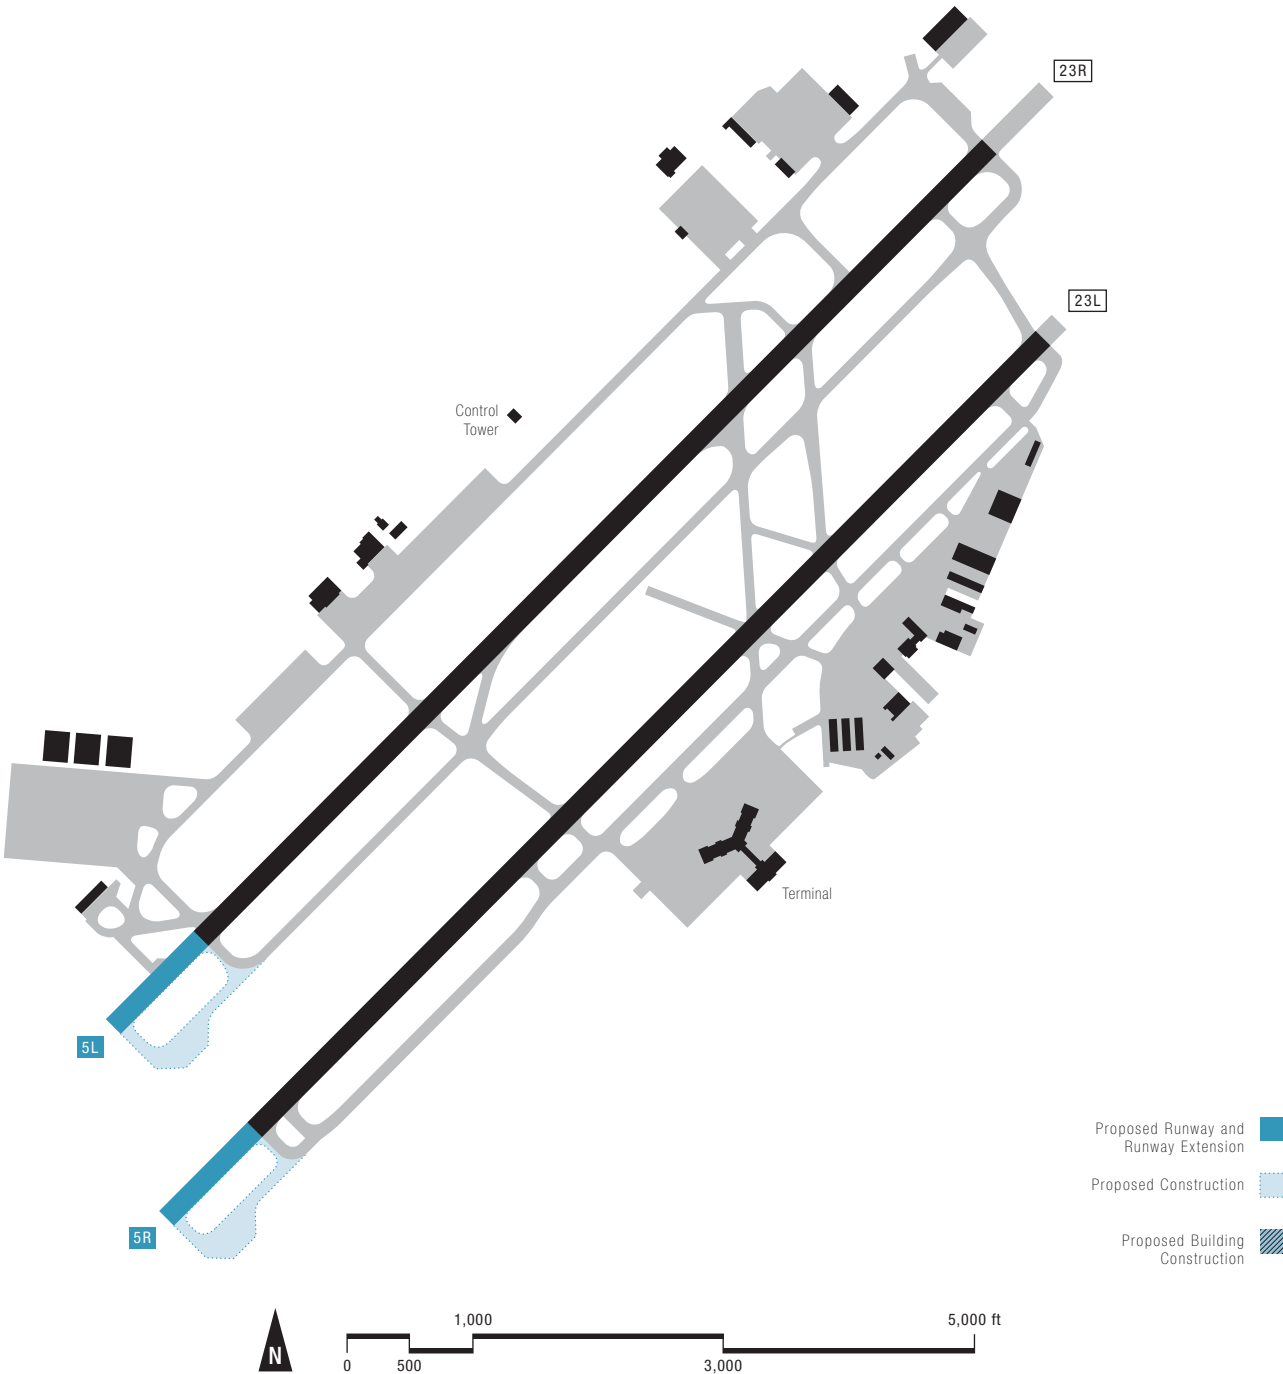 23R
23L
Control
Tower
Terminal
5L
5R
Proposed Runway and
Runway Extension
Proposed Construction
Proposed Building
Construction
N
1,000
5,000 ft
0
500
3,000